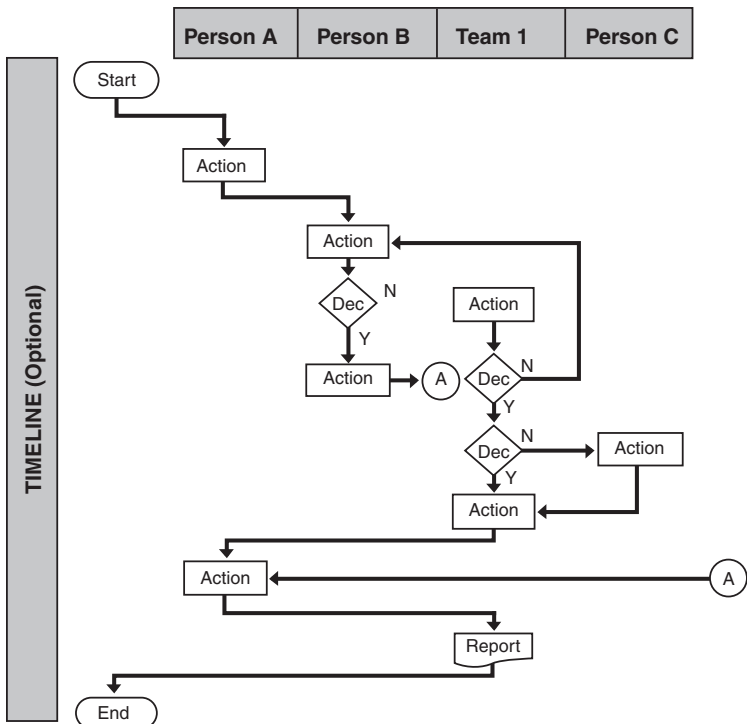 Person A Person B Team 1 Person C
Start
Action
Action
Dec N
Y
Action
Action A
Dec N
Y
Dec N
Y
Action
Action
Action A
Report
End
TIMELINE (Optional)